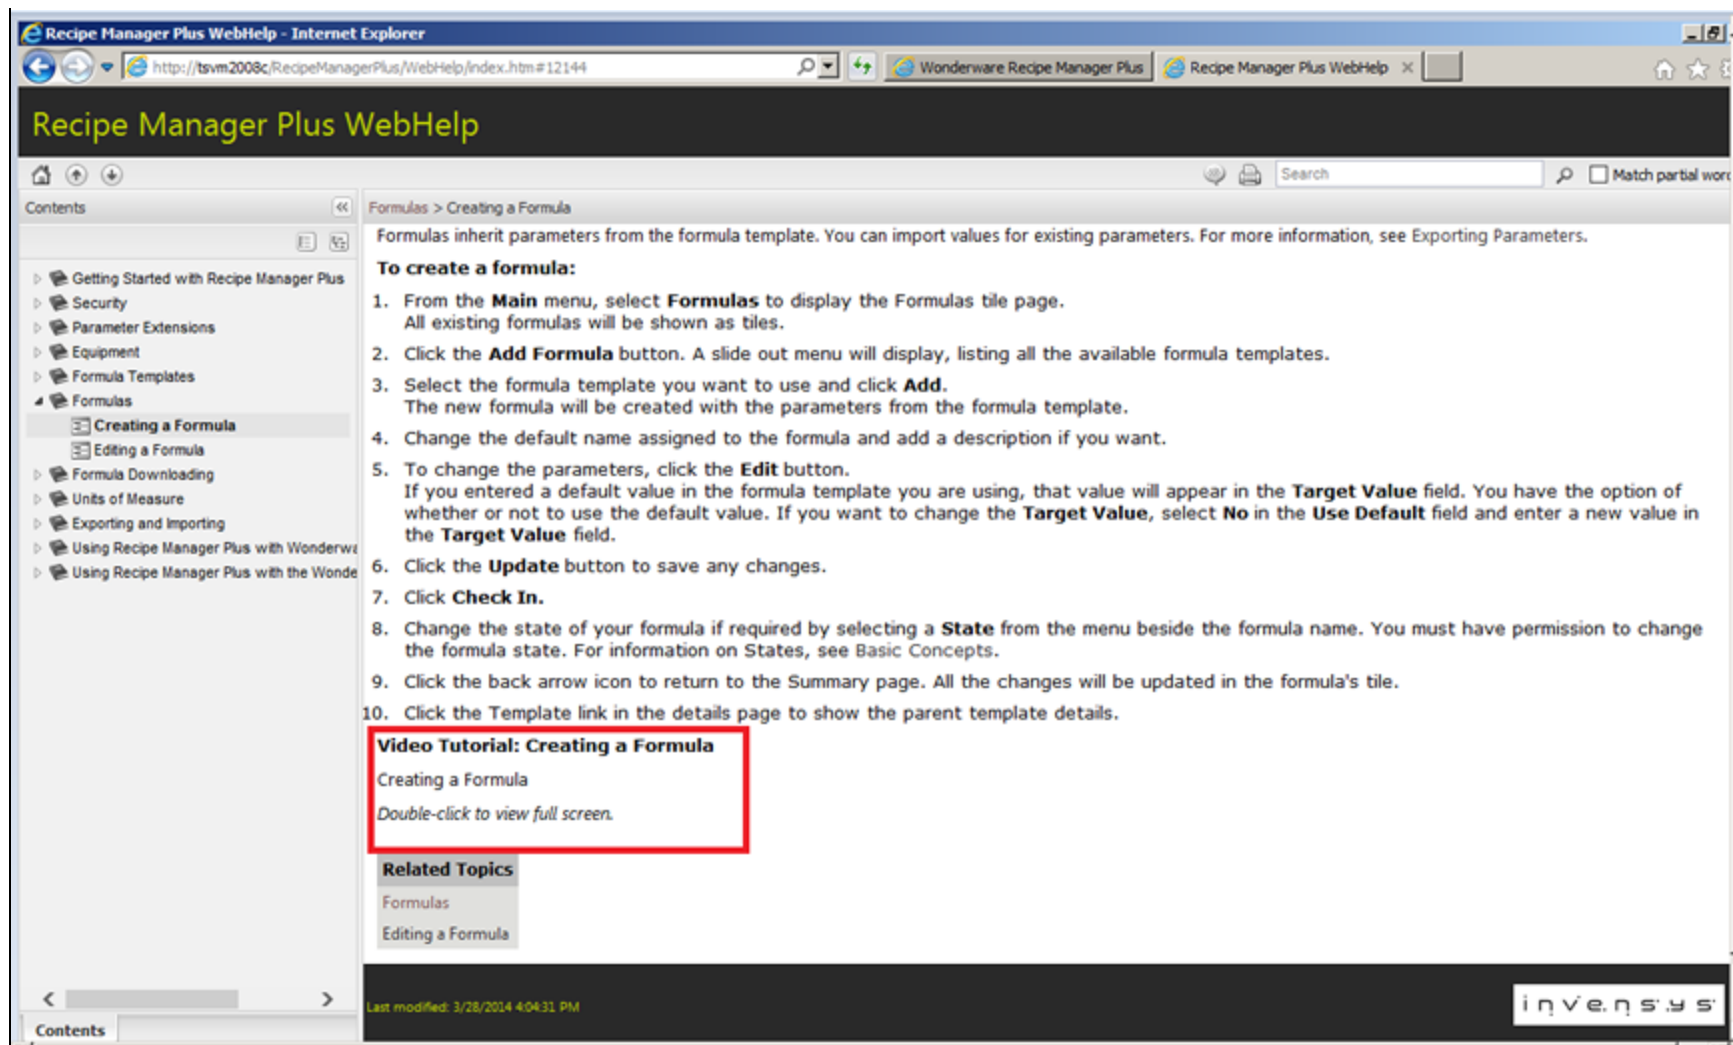 Recipe Manager Plus WebHelp - Internet Explorer
http://tsvm2008c/RecipeManagerPlus/WebHelp/index.htm#12144
Wonderware Recipe Manager Plus
Recipe Manager Plus WebHelp
Recipe Manager Plus WebHelp
Search
Match partial word
Contents
Formulas > Creating a Formula
Getting Started with Recipe Manager Plus
Security
Parameter Extensions
Equipment
Formula Templates
Formulas
Creating a Formula
Editing a Formula
Formula Downloading
Units of Measure
Exporting and Importing
Using Recipe Manager Plus with Wonderwa
Using Recipe Manager Plus with the Wonde
Formulas inherit parameters from the formula template. You can import values for existing parameters. For more information, see Exporting Parameters.
To create a formula:
1. From the Main menu, select Formulas to display the Formulas tile page.
All existing formulas will be shown as tiles.
2. Click the Add Formula button. A slide out menu will display, listing all the available formula templates.
3. Select the formula template you want to use and click Add.
The new formula will be created with the parameters from the formula template.
4. Change the default name assigned to the formula and add a description if you want.
5. To change the parameters, click the Edit button.
If you entered a default value in the formula template you are using, that value will appear in the Target Value field. You have the option of
whether or not to use the default value. If you want to change the Target Value, select No in the Use Default field and enter a new value in
the Target Value field.
6. Click the Update button to save any changes.
7. Click Check In.
8. Change the state of your formula if required by selecting a State from the menu beside the formula name. You must have permission to change
the formula state. For information on States, see Basic Concepts.
9. Click the back arrow icon to return to the Summary page. All the changes will be updated in the formula's tile.
10. Click the Template link in the details page to show the parent template details.
Video Tutorial: Creating a Formula
Creating a Formula
Double-click to view full screen.
Related Topics
Formulas
Editing a Formula
Contents
Last modified: 3/28/2014 4:04:31 PM
invensys